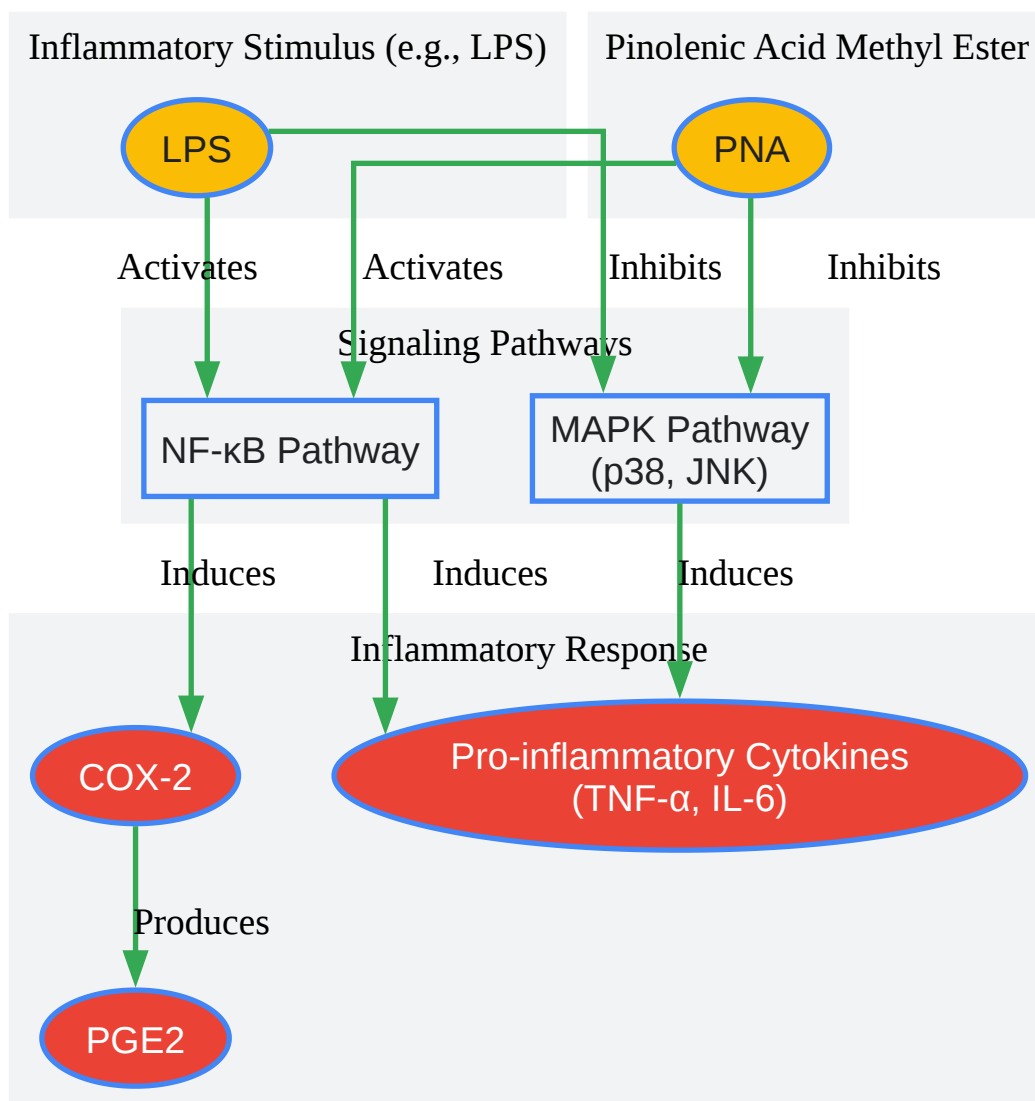 Inflammatory Stimulus (e.g., LPS)
Pinolenic Acid Methyl Ester
LPS
PNA
Activates
Activates
Inhibits
Inhibits
Signaling Pathways
NF-κB Pathway
MAPK Pathway
(p38, JNK)
Induces
Induces
Induces
Inflammatory Response
COX-2
Pro-inflammatory Cytokines
(TNF-α, IL-6)
Produces
PGE2